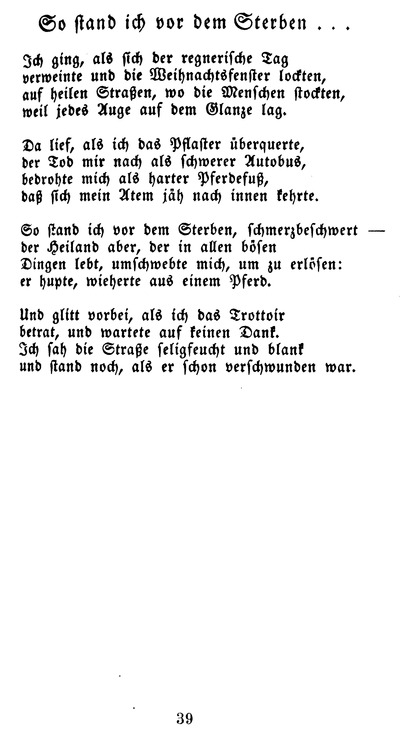 So stand ich vor dem Sterben . . .
Ich ging, als sich der regnerische Tag
verweinte und die Weihnachtsfenster lockten,
auf heilen Straßen, wo die Menschen stockten,
weil jedes Auge auf dem Glanze lag.
Da lief, als ich das Pflaster überquerte,
der Tod mir nach als schwerer Autobus,
bedrohte mich als harter Pferdefuß,
daß sich mein Atem jäh nach innen kehrte.
So stand ich vor dem Sterben, schmerzbeschwert —
der Heiland aber, der in allen bösen
Dingen lebt, umschwebte mich, um zu erlösen:
er hupte, wieherte aus einem Pferd.
Und glitt vorbei, als ich das Trottoir
betrat, und wartete auf keinen Dank.
Ich sah die Straße seligfeucht und blank
und stand noch, als er schon verschwunden war.
39